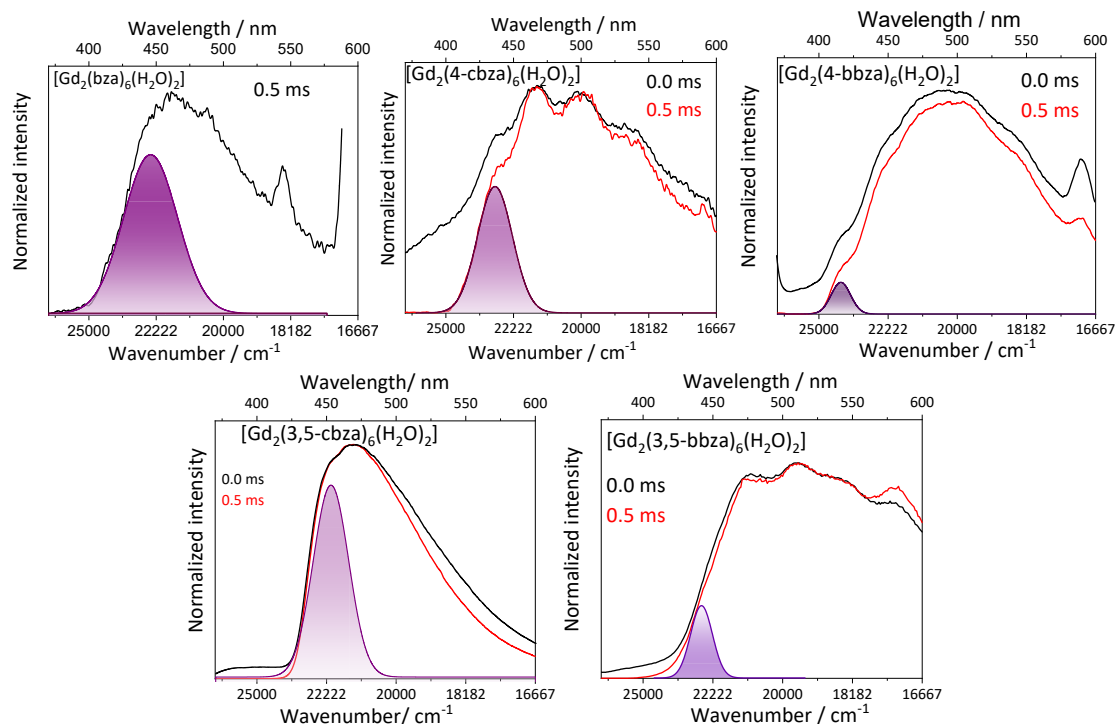 Wavelength / nm
400 450 500 550 600
[Gd2(bza)6(H2O)2]
0.5 ms
Normalized intensity
25000 22222 20000 18182 16667
Wavenumber / cm-1
Wavelength / nm
400 450 500 550 600
[Gd2(4-cbza)6(H2O)2]
0.0 ms
0.5 ms
Normalized intensity
25000 22222 20000 18182 16667
Wavenumber / cm-1
Wavelength / nm
400 450 500 550 600
[Gd2(4-bbza)6(H2O)2]
0.0 ms
0.5 ms
Normalized intensity
25000 22222 20000 18182 16667
Wavenumber / cm-1
Wavelength/ nm
400 450 500 550 600
[Gd2(3,5-cbza)6(H2O)2]
0.0 ms
0.5 ms
Normalized intensity
25000 22222 20000 18182 16667
Wavenumber / cm-1
Wavelength / nm
400 450 500 550 600
[Gd2(3,5-bbza)6(H2O)2]
0.0 ms
0.5 ms
Normalized intensity
25000 22222 20000 18182 16667
Wavenumber / cm-1